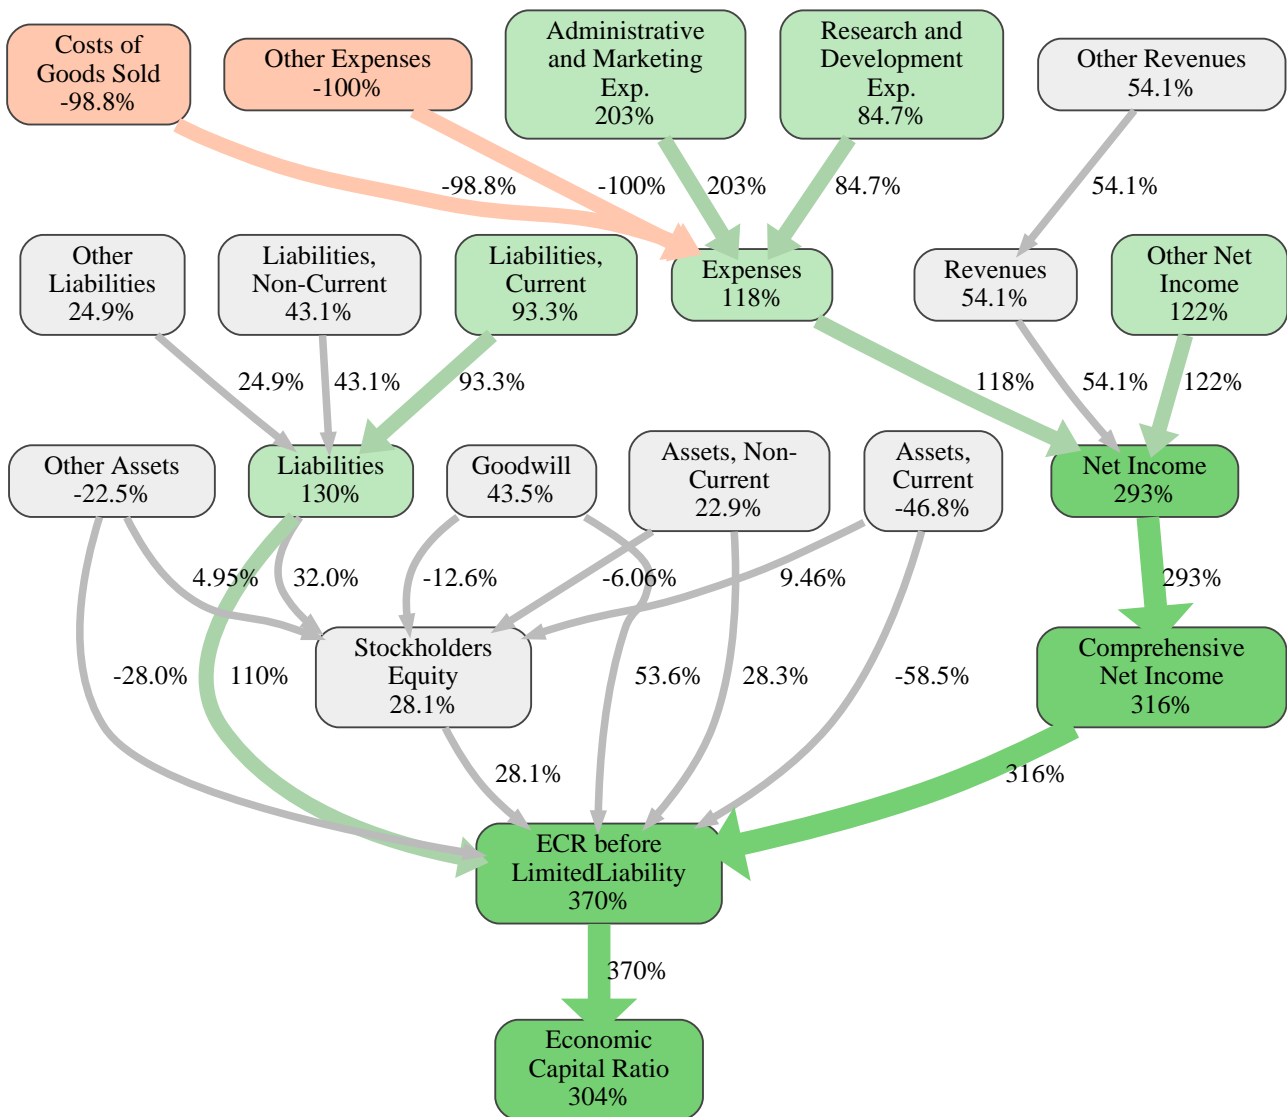 Costs of
Goods Sold
-98.8%
Other Expenses
-100%
Administrative
and Marketing
Exp.
203%
Research and
Development
Exp.
84.7%
Other Revenues
54.1%
-98.8%
-100%
203%
84.7%
54.1%
Other
Liabilities
24.9%
Liabilities,
Non-Current
43.1%
Liabilities,
Current
93.3%
Expenses
118%
Revenues
54.1%
Other Net
Income
122%
24.9%
43.1%
93.3%
118%
54.1%
122%
Other Assets
-22.5%
Liabilities
130%
Goodwill
43.5%
Assets, Non-
Current
22.9%
Assets,
Current
-46.8%
Net Income
293%
4.95%
32.0%
-12.6%
-6.06%
9.46%
293%
Stockholders
Equity
28.1%
Comprehensive
Net Income
316%
-28.0%
110%
53.6%
28.3%
-58.5%
28.1%
316%
ECR before
LimitedLiability
370%
370%
Economic
Capital Ratio
304%